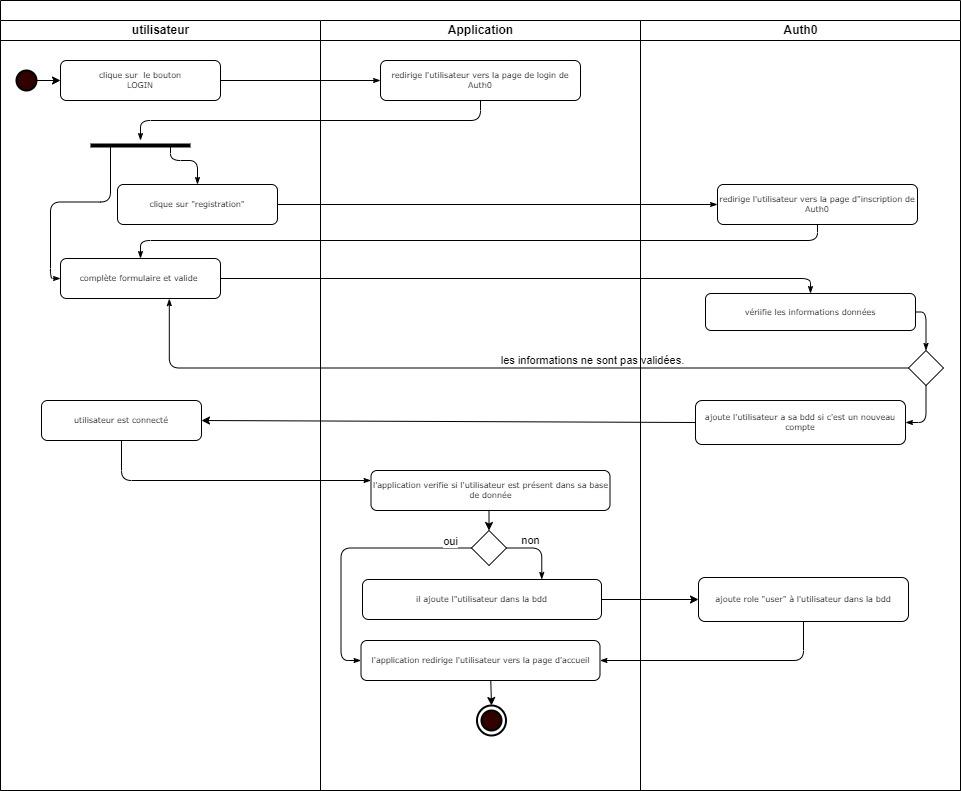 utilisateur
Application
Auth0
clique sur le bouton
LOGIN
redirige l'utilisateur vers la page de login de
Auth0
clique sur "registration"
redirige l'utilisateur vers la page d"inscription de
Auth0
complète formulaire et valide
vériifie les informations données
les informations ne sont pas validées.
utilisateur est connecté
ajoute l'utilisateur a sa bdd si c'est un nouveau
compte
l'application verifie si l'utilisateur est présent dans sa base
de donnée
oui
non
il ajoute l"utilisateur dans la bdd
ajoute role "user" à l'utilisateur dans la bdd
l'application redirige l'utilisateur vers la page d'accueil